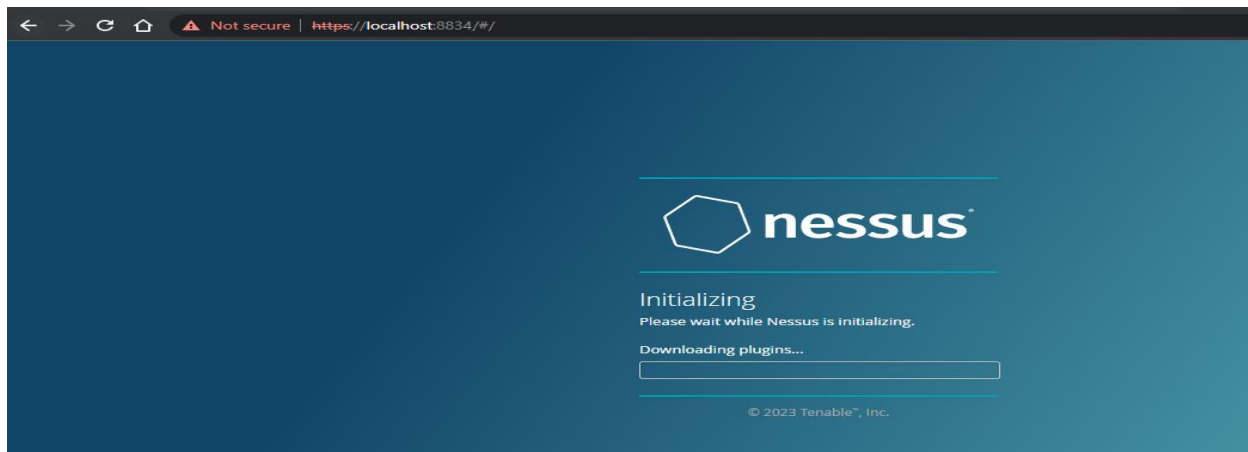 Not secure | https://localhost:8834/#/
nessus®
Initializing
Please wait while Nessus is initializing.
Downloading plugins...
© 2023 Tenable™, Inc.